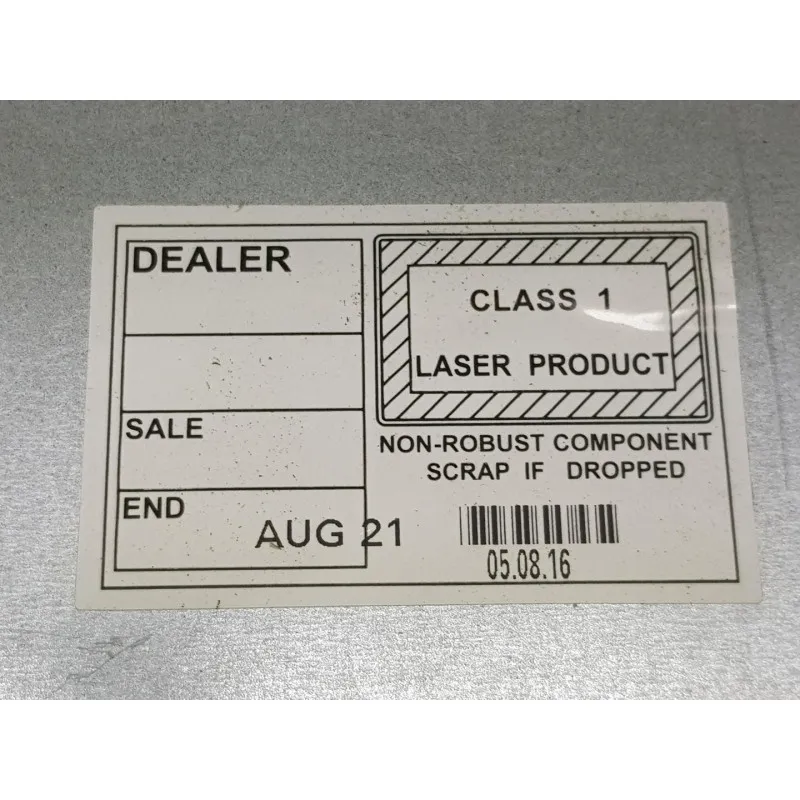 DEALER
SALE
END
AUG 21
CLASS 1
LASER PRODUCT
NON-ROBUST COMPONENT
SCRAP IF DROPPED
05.08.16